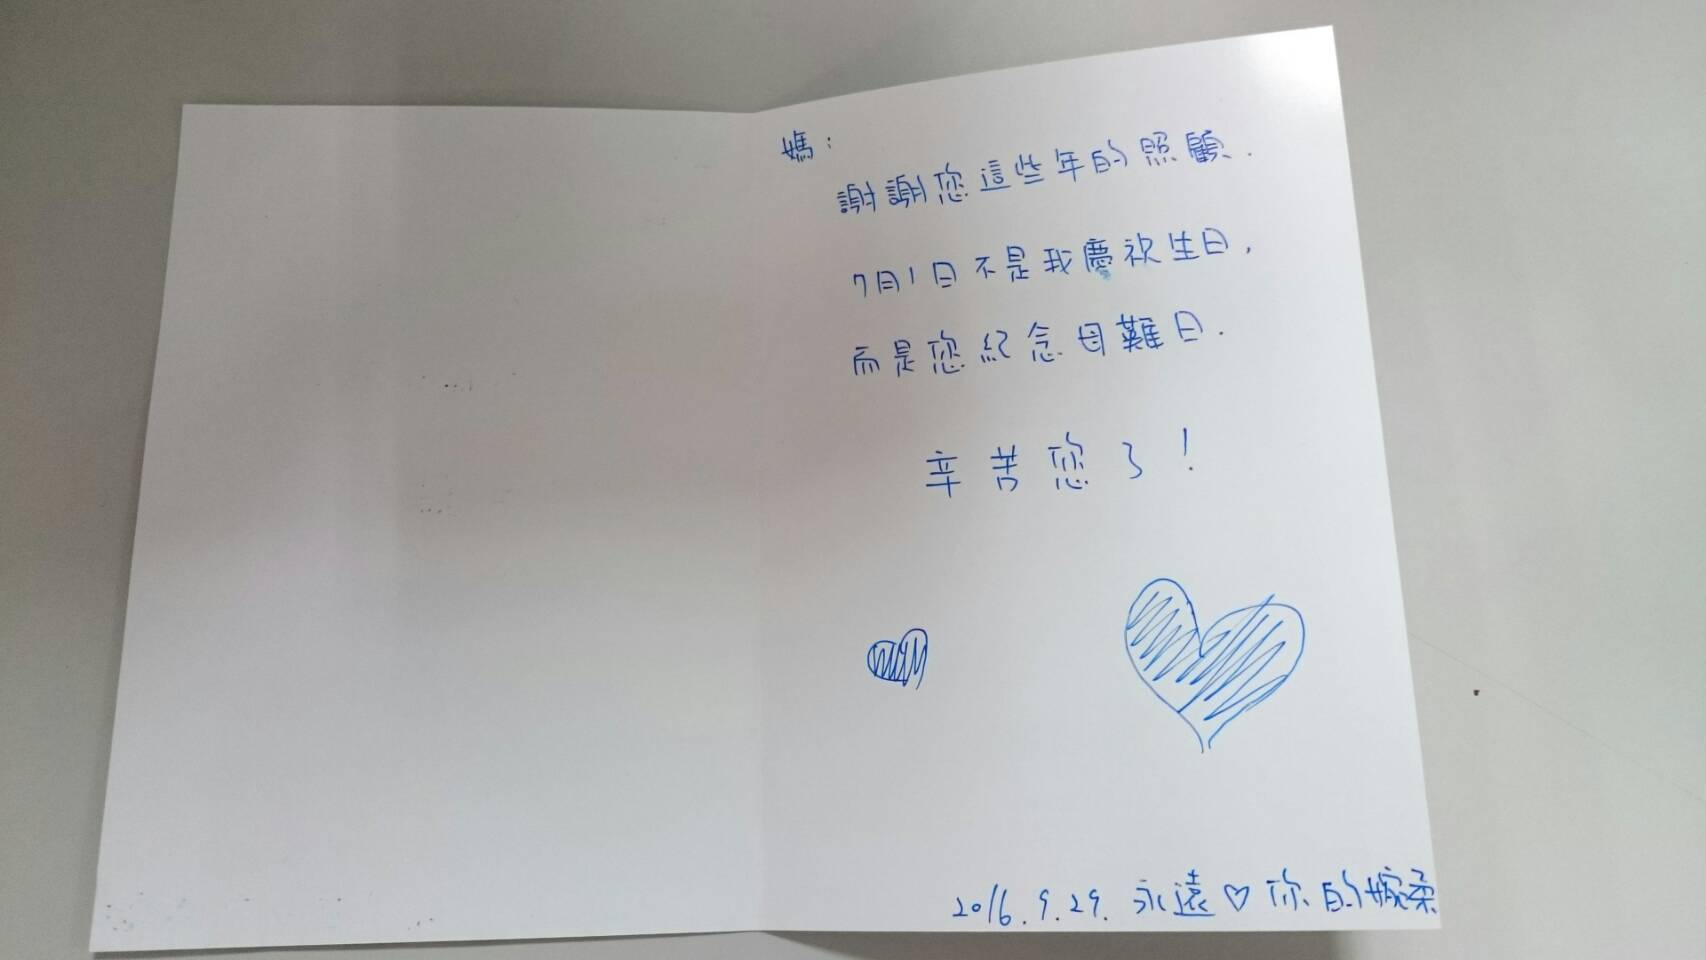 媽：
謝謝您這些年的照顧.
7月1日不是我慶祝生日,
而是您紀念母難日.
辛苦您了!
2016.9.29. 永遠♡你的婉柔